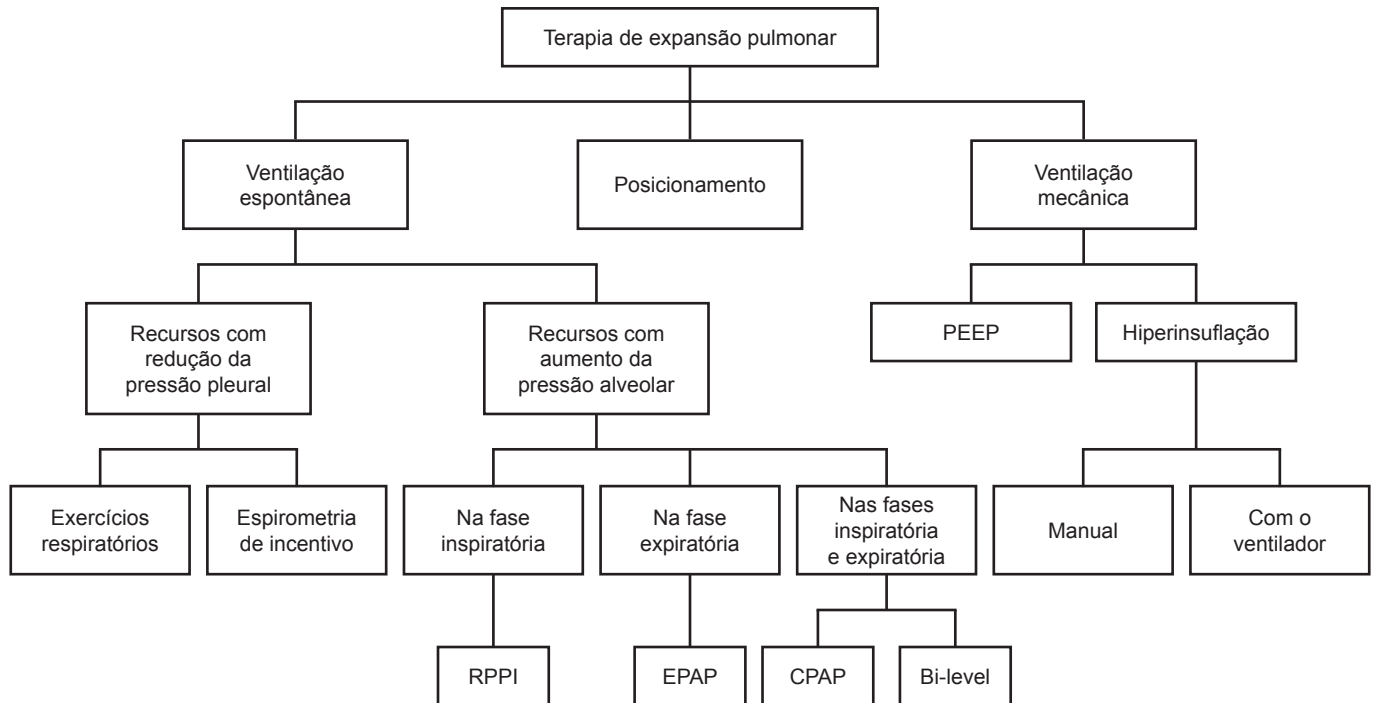 Terapia de expansão pulmonar
Ventilação
espontânea
Posicionamento
Ventilação
mecânica
Recursos com
redução da
pressão pleural
Recursos com
aumento da
pressão alveolar
PEEP
Hiperinsuflação
Exercícios
respiratórios
Espirometria
de incentivo
Na fase
inspiratória
Na fase
expiratória
Nas fases
inspiratória
e expiratória
Manual
Com o
ventilador
RPPI
EPAP
CPAP
Bi-level